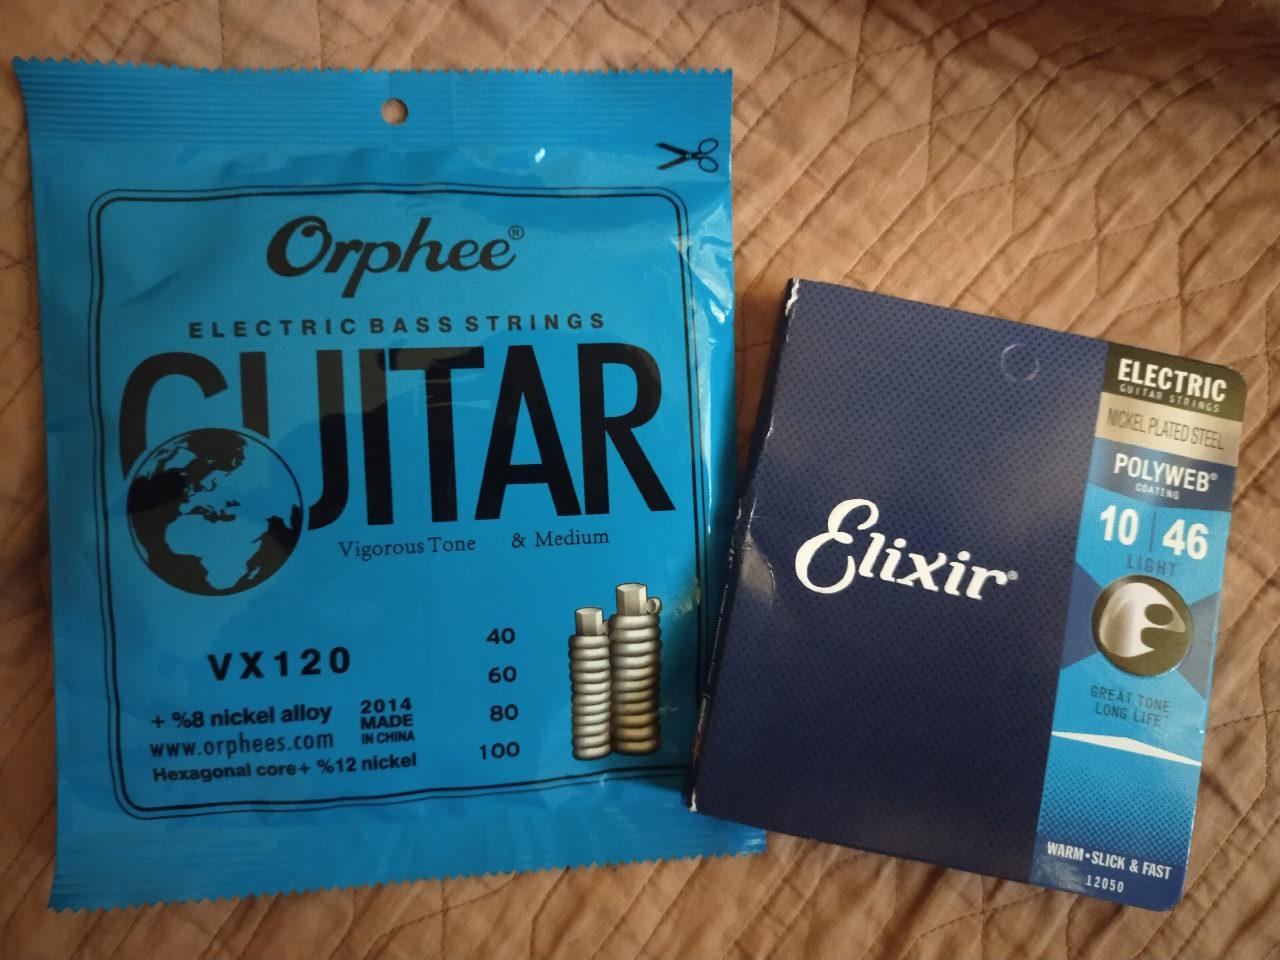 Orphee®
ELECTRIC BASS STRINGS
GUITAR
Vigorous Tone & Medium
40
60
VX120
80
+ %8 nickel alloy
2014
MADE
IN CHINA
www.orphees.com
100
Hexagonal core+ %12 nickel
Elixir®
ELECTRIC
GUITAR STRINGS
NICKEL PLATED STEEL
POLYWEB®
COATING
10 | 46
LIGHT
GREAT TONE
LONG LIFE™
WARM•SLICK & FAST
12050